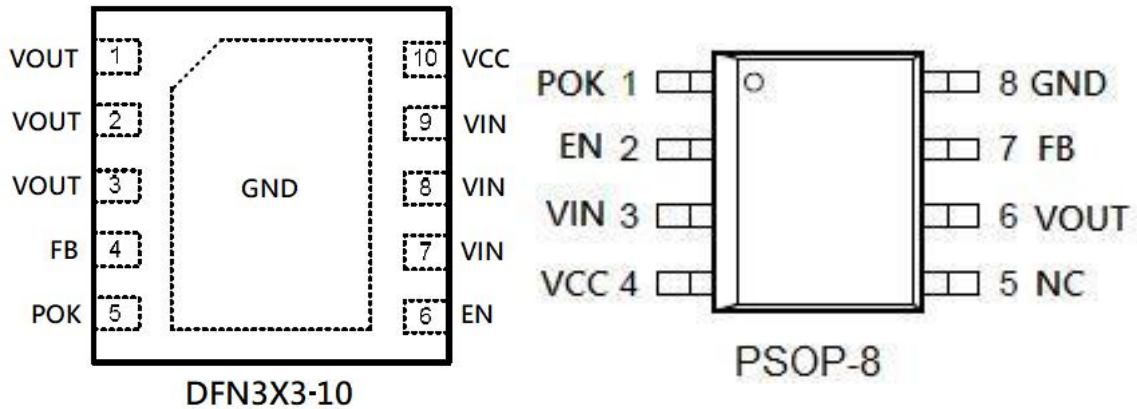 VOUT 1 10 VCC
VOUT 2 9 VIN
VOUT 3 GND 8 VIN
FB 4 7 VIN
POK 5 6 EN
DFN3X3-10
POK 1 8 GND
EN 2 7 FB
VIN 3 6 VOUT
VCC 4 5 NC
PSOP-8